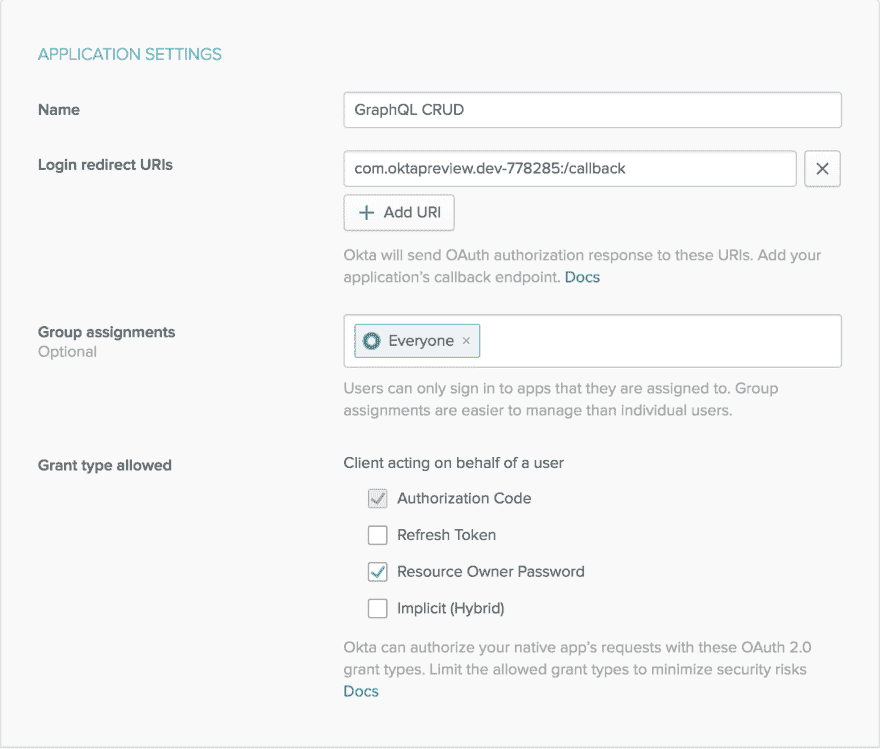 APPLICATION SETTINGS
Name
GraphQL CRUD
Login redirect URIs
com.oktapreview.dev-778285:/callback
Add URI
Okta will send OAuth authorization response to these URIs. Add your
application's callback endpoint. Docs
Group assignments
Optional
Everyone
Users can only sign in to apps that they are assigned to. Group
assignments are easier to manage than individual users.
Grant type allowed
Client acting on behalf of a user
Authorization Code
Refresh Token
Resource Owner Password
Implicit (Hybrid)
Okta can authorize your native app's requests with these OAuth 2.0
grant types. Limit the allowed grant types to minimize security risks
Docs